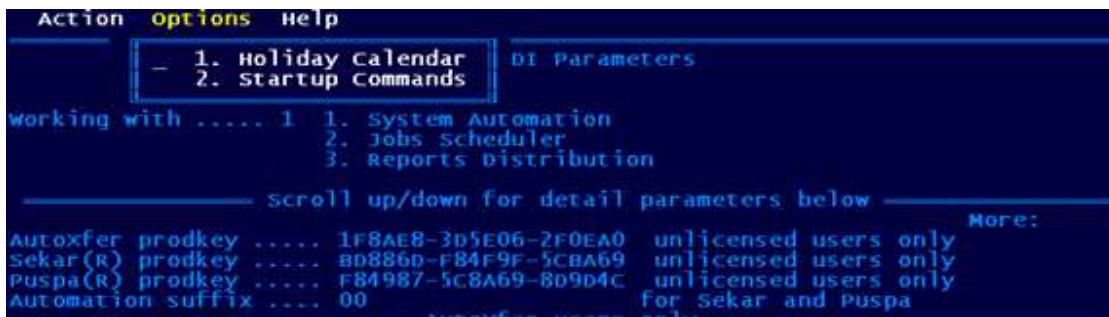 Action Options Help
_ 1. Holiday Calendar DI Parameters
2. Startup Commands
Working with ..... 1 1. System Automation
2. Jobs Scheduler
3. Reports Distribution
Scroll up/down for detail parameters below
More:
AutoXfer prodkey ..... 1F8AE8-3D5E06-2F0EA0 unlicensed users only
Sekar(R) prodkey ..... BD886D-F84F9F-5CBA69 unlicensed users only
Puspa(R) prodkey ..... F84987-5C8A69-8D9D4C unlicensed users only
Automation suffix .... 00 for Sekar and Puspa
AutoXfer users only